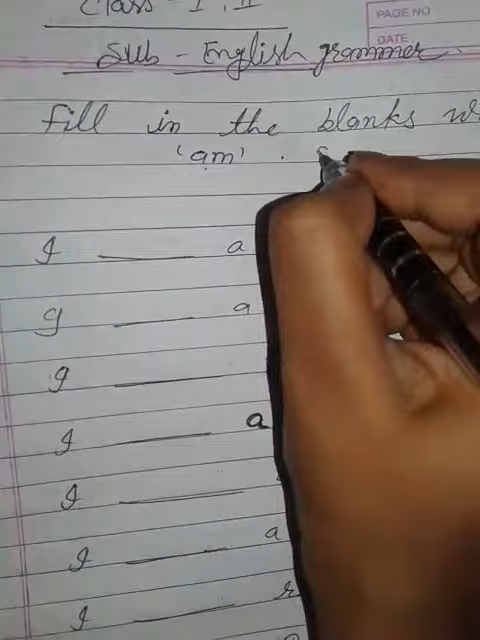 Class - I, II
PAGE NO
DATE
Sub - English grammer.
Fill in the blanks
'am'.
I ______ a
I ______ a
I ______
I ______ a
I ______
I ______ a
I ______